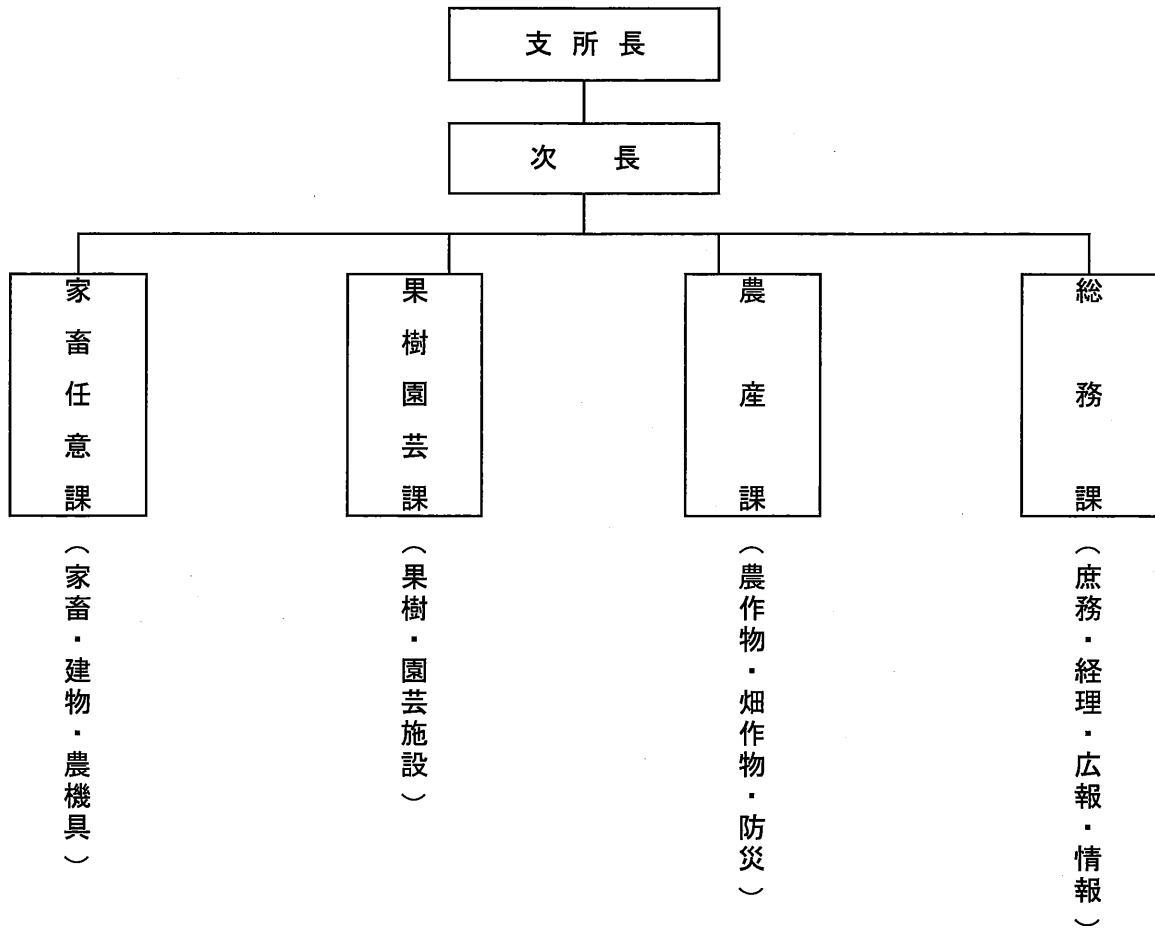 支所長
次長
総務課
(庶務・経理・広報・情報)
農産課
(農作物・畑作物・防災)
果樹園芸課
(果樹・園芸施設)
家畜任意課
(家畜・建物・農機具)